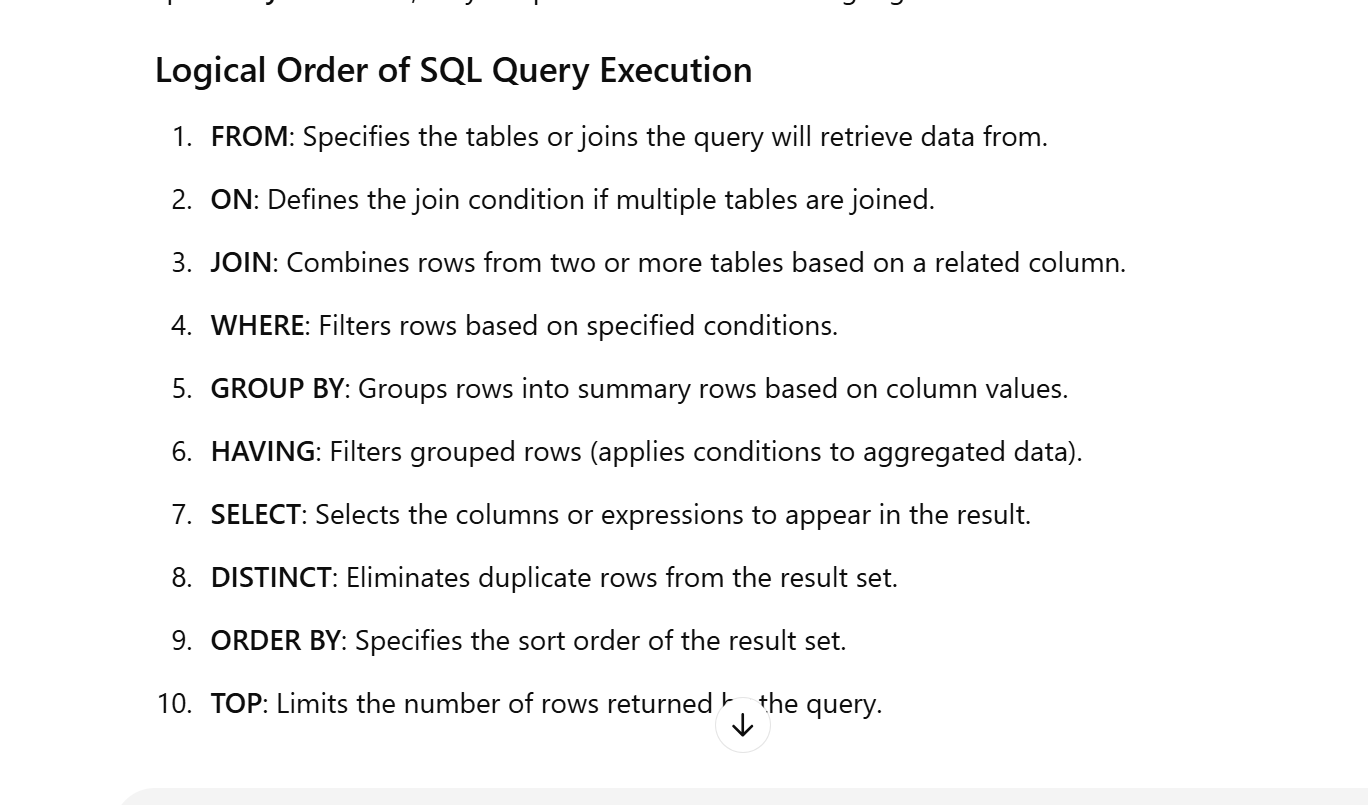 Logical Order of SQL Query Execution
1. FROM: Specifies the tables or joins the query will retrieve data from.
2. ON: Defines the join condition if multiple tables are joined.
3. JOIN: Combines rows from two or more tables based on a related column.
4. WHERE: Filters rows based on specified conditions.
5. GROUP BY: Groups rows into summary rows based on column values.
6. HAVING: Filters grouped rows (applies conditions to aggregated data).
7. SELECT: Selects the columns or expressions to appear in the result.
8. DISTINCT: Eliminates duplicate rows from the result set.
9. ORDER BY: Specifies the sort order of the result set.
10. TOP: Limits the number of rows returned the query.